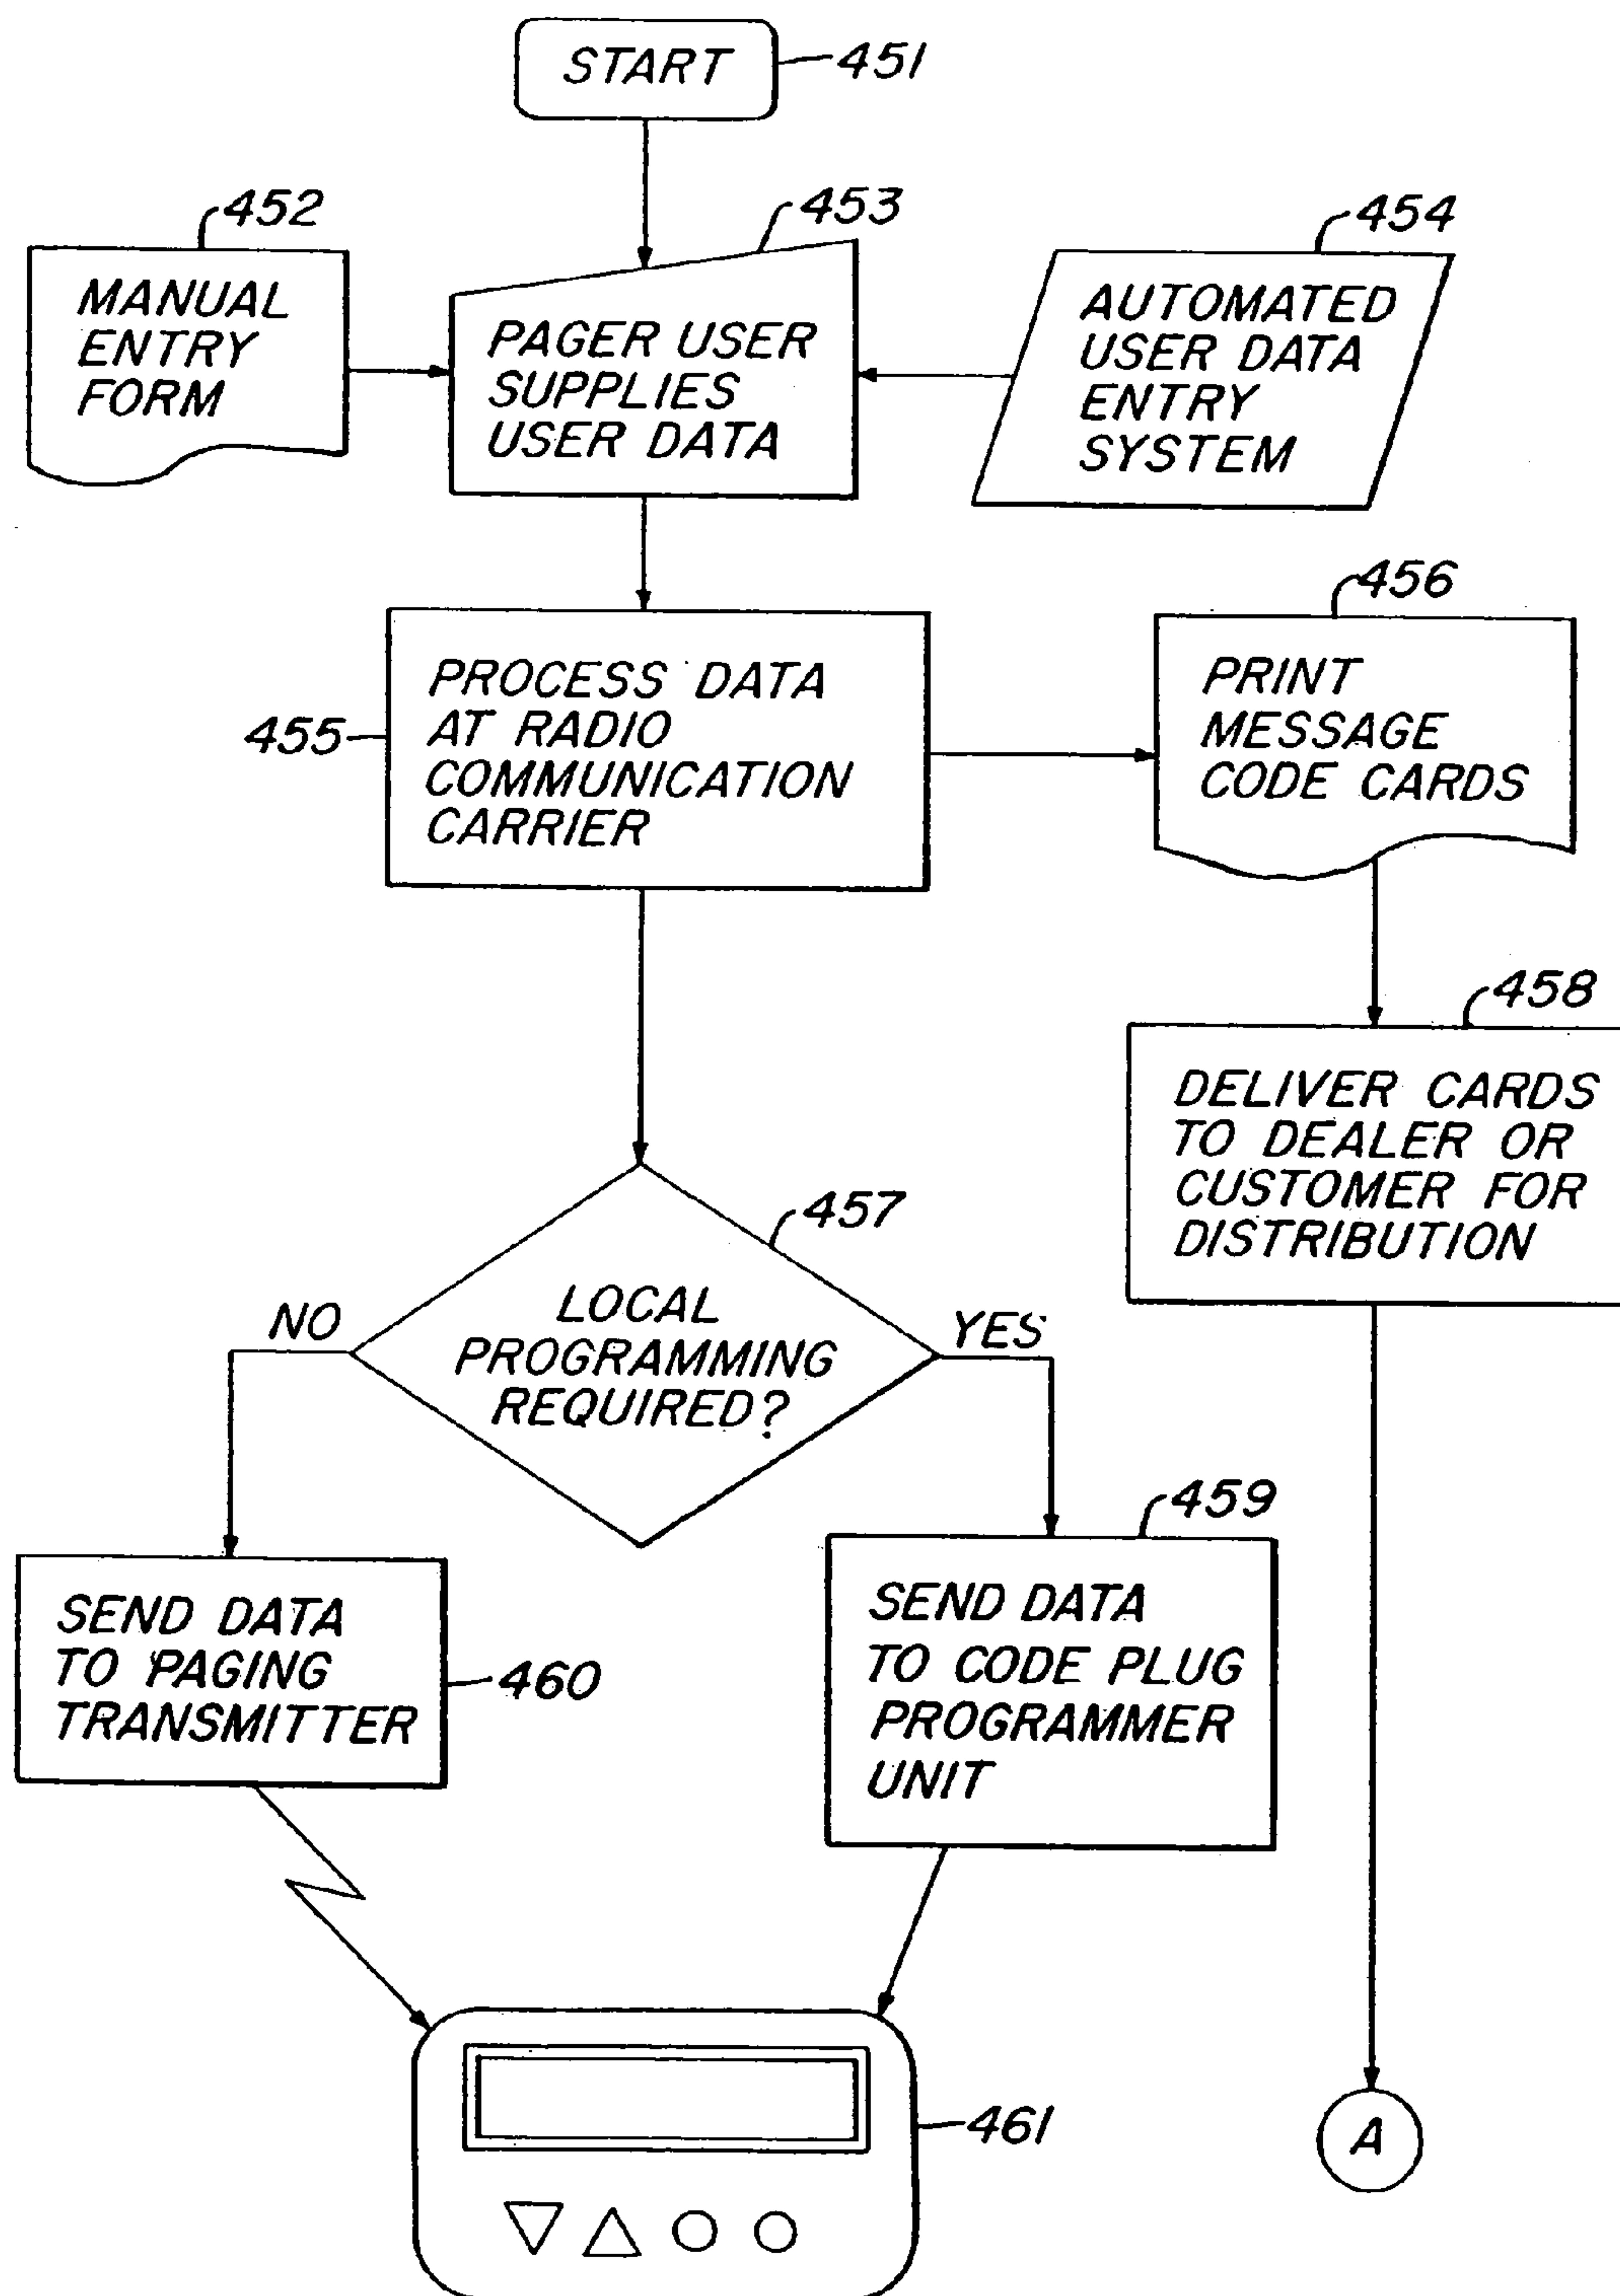 START
451
452
453
454
MANUAL
ENTRY
FORM
PAGER USER
SUPPLIES
USER DATA
AUTOMATED
USER DATA
ENTRY
SYSTEM
456
455
PROCESS DATA
AT RADIO
COMMUNICATION
CARRIER
PRINT
MESSAGE
CODE CARDS
458
DELIVER CARDS
TO DEALER OR
CUSTOMER FOR
DISTRIBUTION
457
NO
LOCAL
PROGRAMMING
REQUIRED?
YES
459
SEND DATA
TO PAGING
TRANSMITTER
460
SEND DATA
TO CODE PLUG
PROGRAMMER
UNIT
461
A